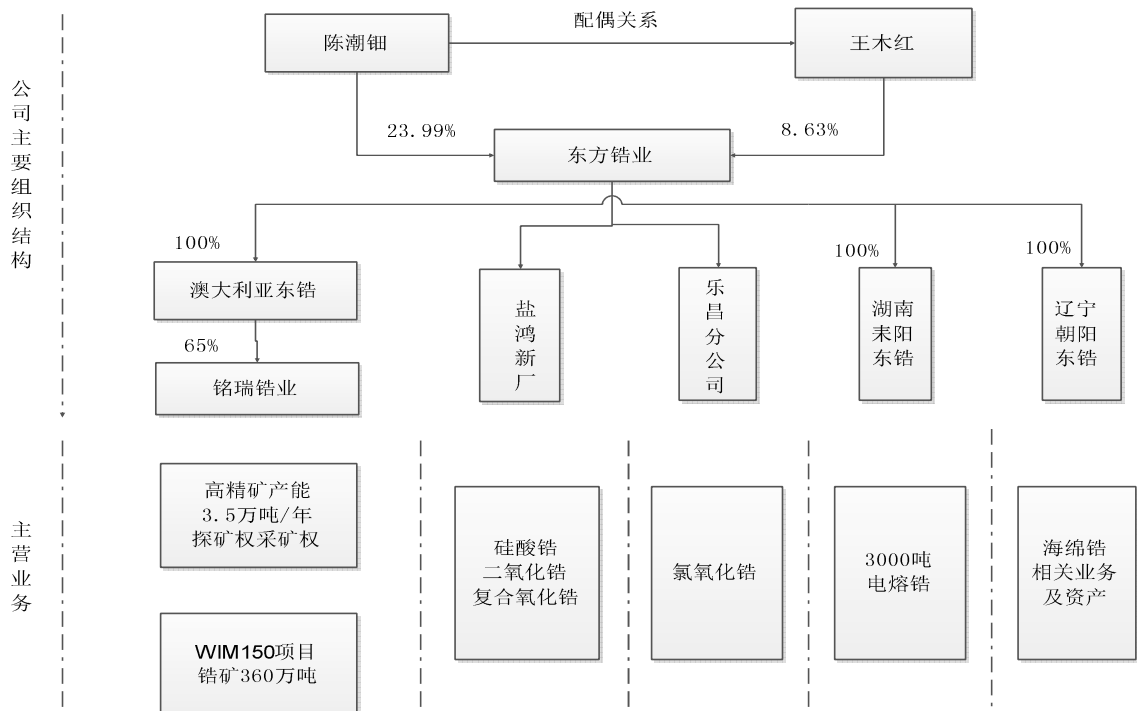 配偶关系
陈潮钿
王木红
23.99%
8.63%
东方锆业
公司主要组织结构
100%
100%
100%
澳大利亚东锆
盐鸿新厂
乐昌分公司
湖南
耒阳
东锆
辽宁
朝阳
东锆
65%
铭瑞锆业
主营业务
高精矿产能
3.5万吨/年
探矿权采矿权
硅酸锆
二氧化锆
复合氧化锆
氯氧化锆
3000吨
电熔锆
海绵锆
相关业务
及资产
WIM150项目
锆矿360万吨